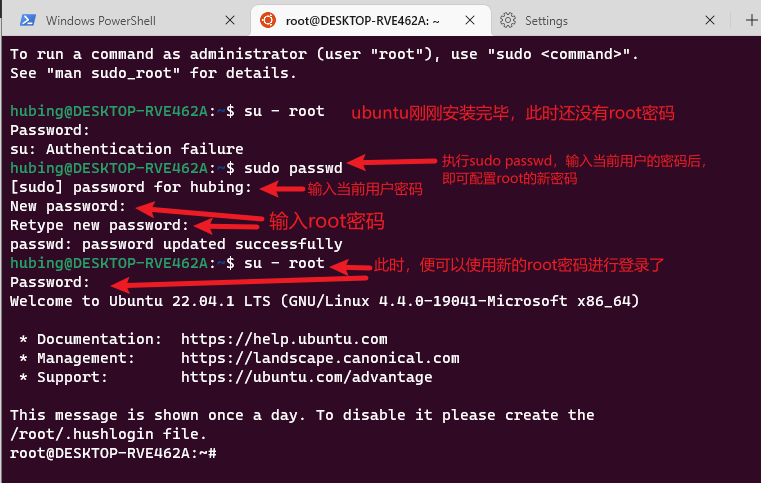 Windows PowerShell
root@DESKTOP-RVE462A: ~
Settings
To run a command as administrator (user "root"), use "sudo <command>".
See "man sudo_root" for details.
hubing@DESKTOP-RVE462A:~$ su - root
ubuntu刚刚安装完毕，此时还没有root密码
Password:
su: Authentication failure
hubing@DESKTOP-RVE462A:~$ sudo passwd
执行sudo passwd，输入当前用户的密码后，
即可配置root的新密码
[sudo] password for hubing:
输入当前用户密码
New password:
Retype new password:
输入root密码
passwd: password updated successfully
hubing@DESKTOP-RVE462A:~$ su - root
此时，便可以使用新的root密码进行登录了
Password:
Welcome to Ubuntu 22.04.1 LTS (GNU/Linux 4.4.0-19041-Microsoft x86_64)
* Documentation:  https://help.ubuntu.com
* Management:     https://landscape.canonical.com
* Support:        https://ubuntu.com/advantage
This message is shown once a day. To disable it please create the
/root/.hushlogin file.
root@DESKTOP-RVE462A:~#